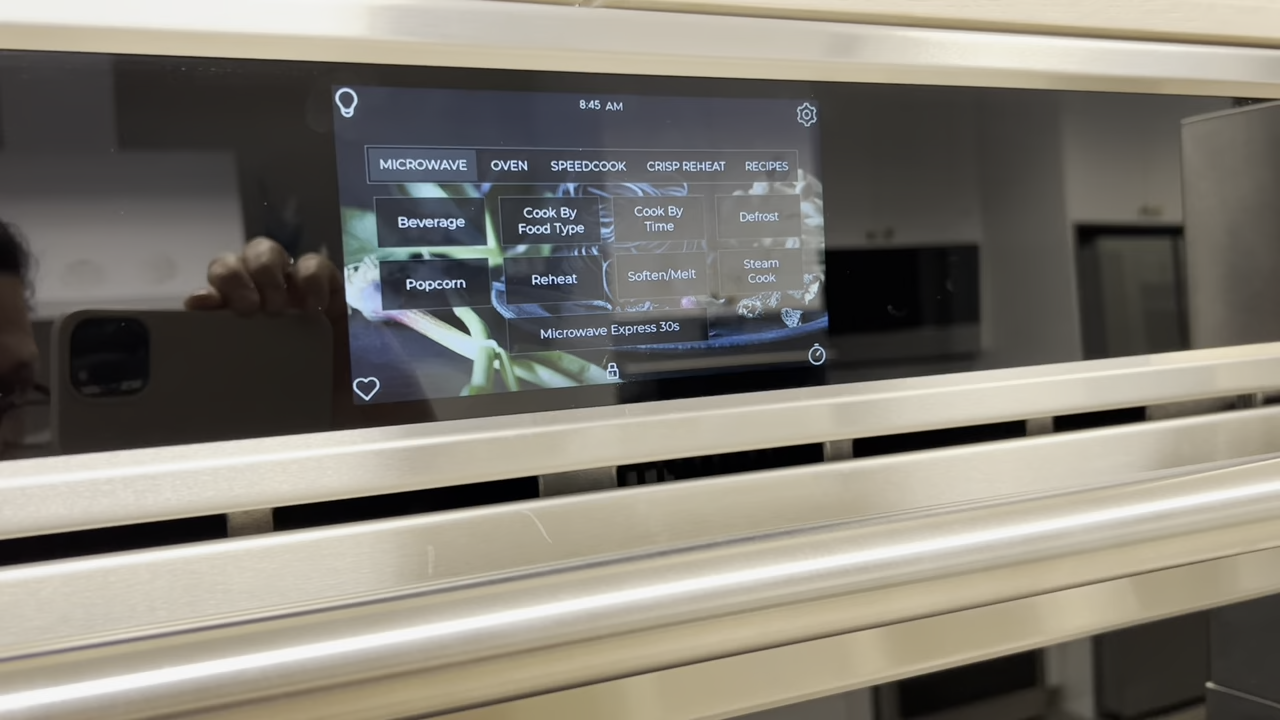 8:45 AM
MICROWAVE OVEN SPEEDCOOK CRISP REHEAT RECIPES
Beverage
Cook By
Food Type
Cook By
Time
Defrost
Popcorn
Reheat
Soften/Melt
Steam
Cook
Microwave Express 30s